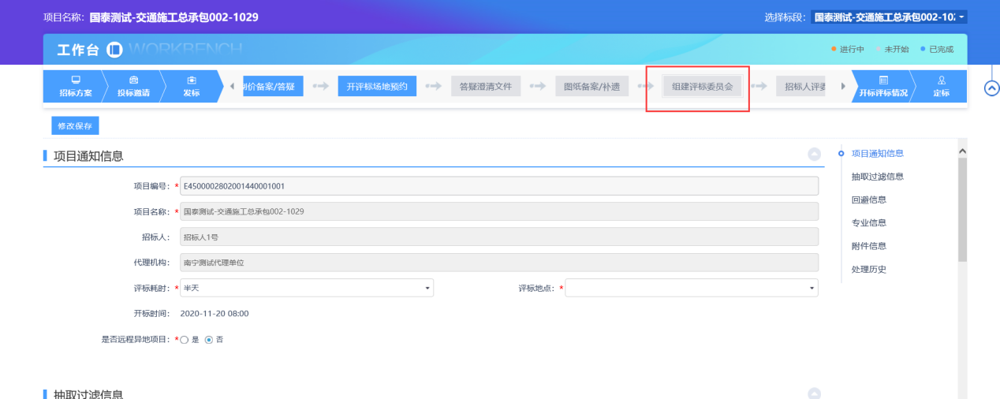 项目名称: 国泰测试-交通施工总承包002-1029
选择标段: 国泰测试-交通施工总承包002-10
工作台 WORKBENCH
进行中 未开始 已完成
招标方案 投标邀请 发标 价备案/答疑 开评标场地预约 答疑澄清文件 图纸备案/补遗 组建评标委员会 招标人评委 开标评标情况 定标
修改保存
项目通知信息
项目编号: * E4500002802001440001001
项目名称: * 国泰测试-交通施工总承包002-1029
招标人: 招标人1号
代理机构: 南宁测试代理单位
评标耗时: * 半天 评标地点: *
开标时间: 2020-11-20 08:00
是否远程异地项目: * 是 否
抽取过滤信息
项目通知信息
抽取过滤信息
回避信息
专业信息
附件信息
处理历史